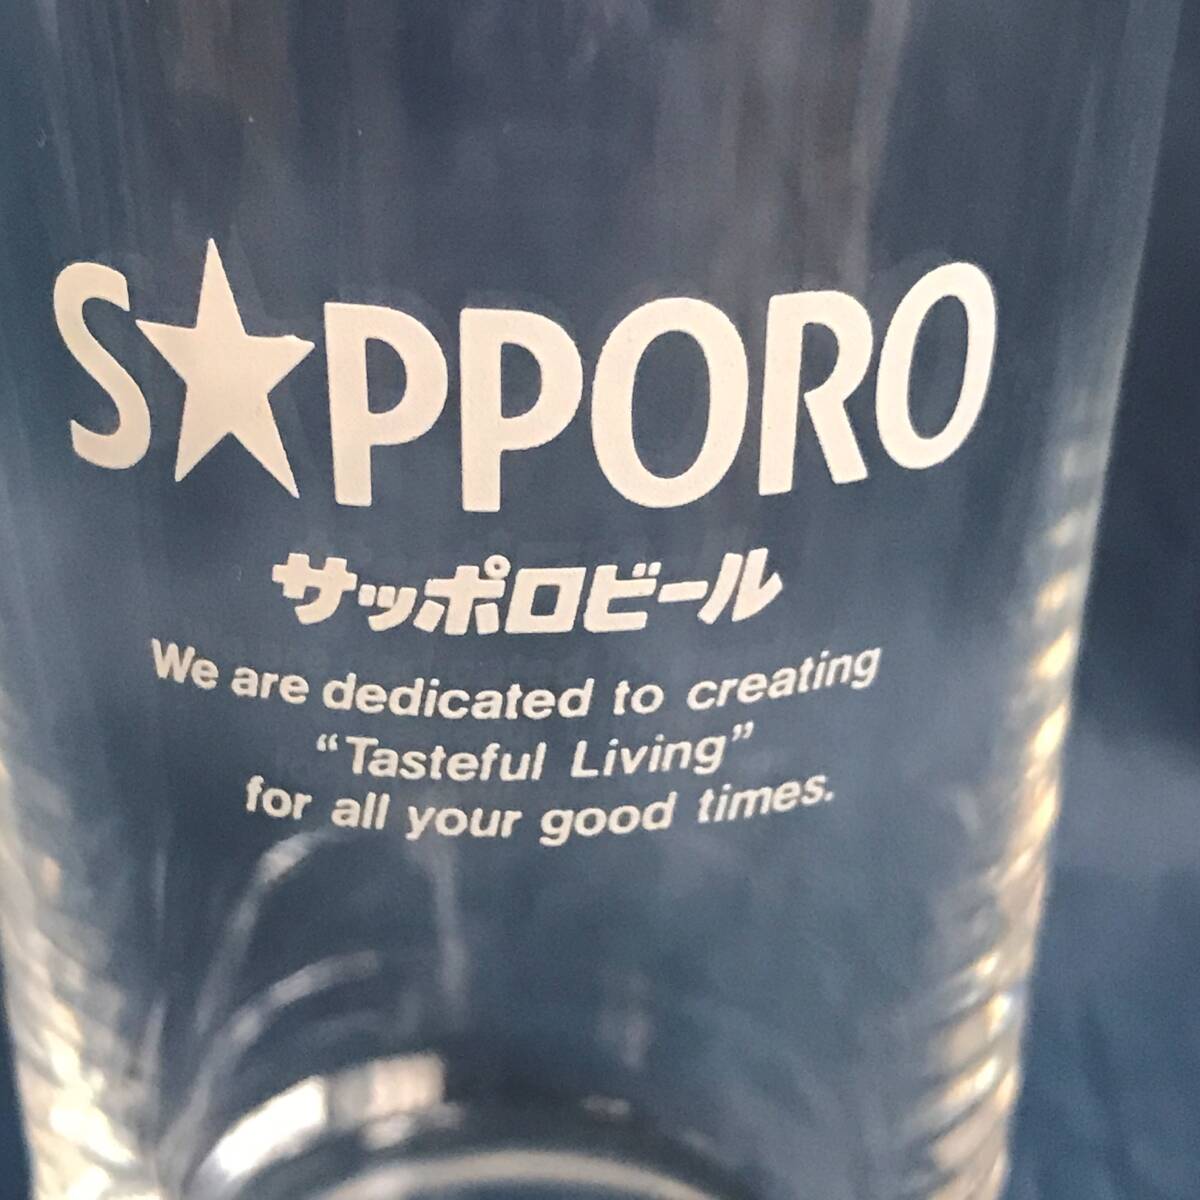 S★PPORO
サッポロビール
We are dedicated to creating
“Tasteful Living”
for all your good times.